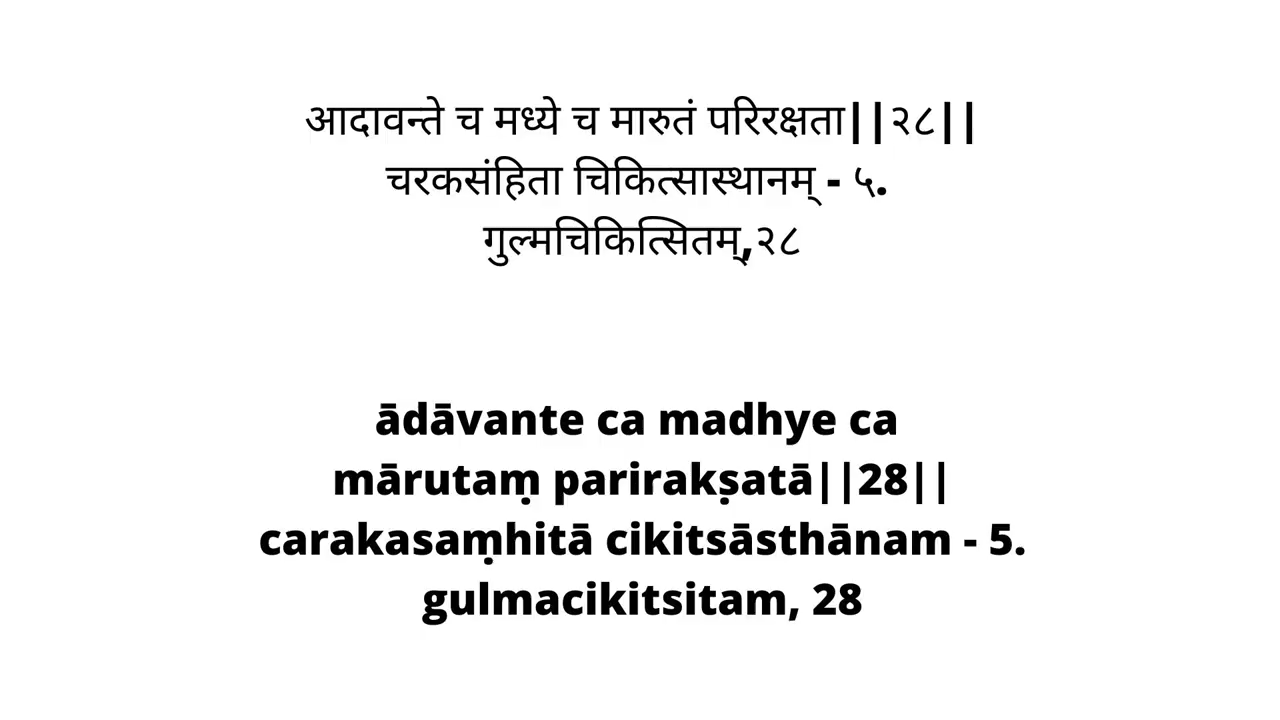 आदावन्ते च मध्ये च मारुतं परिरक्षता||२८||
चरकसंहिता चिकित्सास्थानम् - ५.
गुल्मचिकित्सितम्,२८
ādāvante ca madhye ca
mārutaṃ parirakṣatā||28||
carakasaṃhitā cikitsāsthānam - 5.
gulmacikitsitam, 28